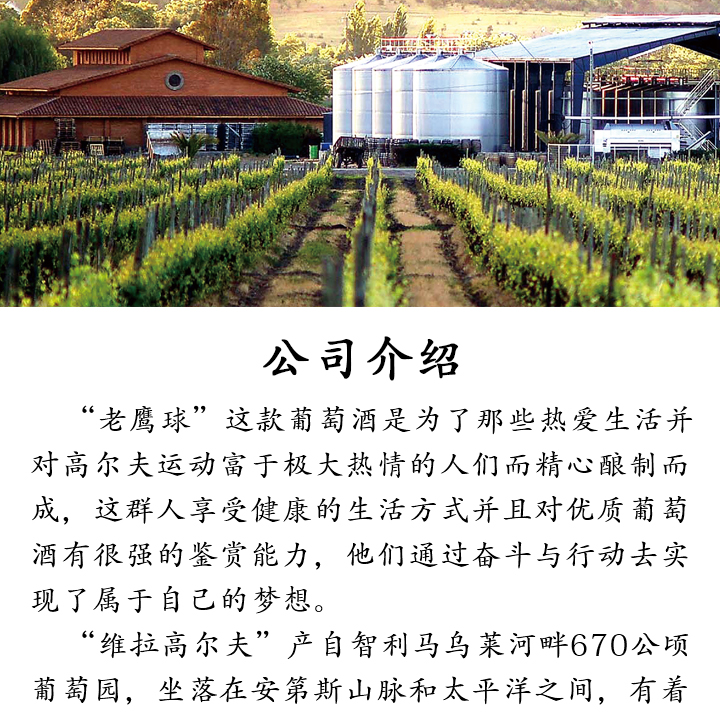 公司介绍
“老鹰球”这款葡萄酒是为了那些热爱生活并
对高尔夫运动富于极大热情的人们而精心酿制而
成，这群人享受健康的生活方式并且对优质葡萄
酒有很强的鉴赏能力，他们通过奋斗与行动去实
现了属于自己的梦想。
“维拉高尔夫”产自智利马乌莱河畔670公顷
葡萄园，坐落在安第斯山脉和太平洋之间，有着